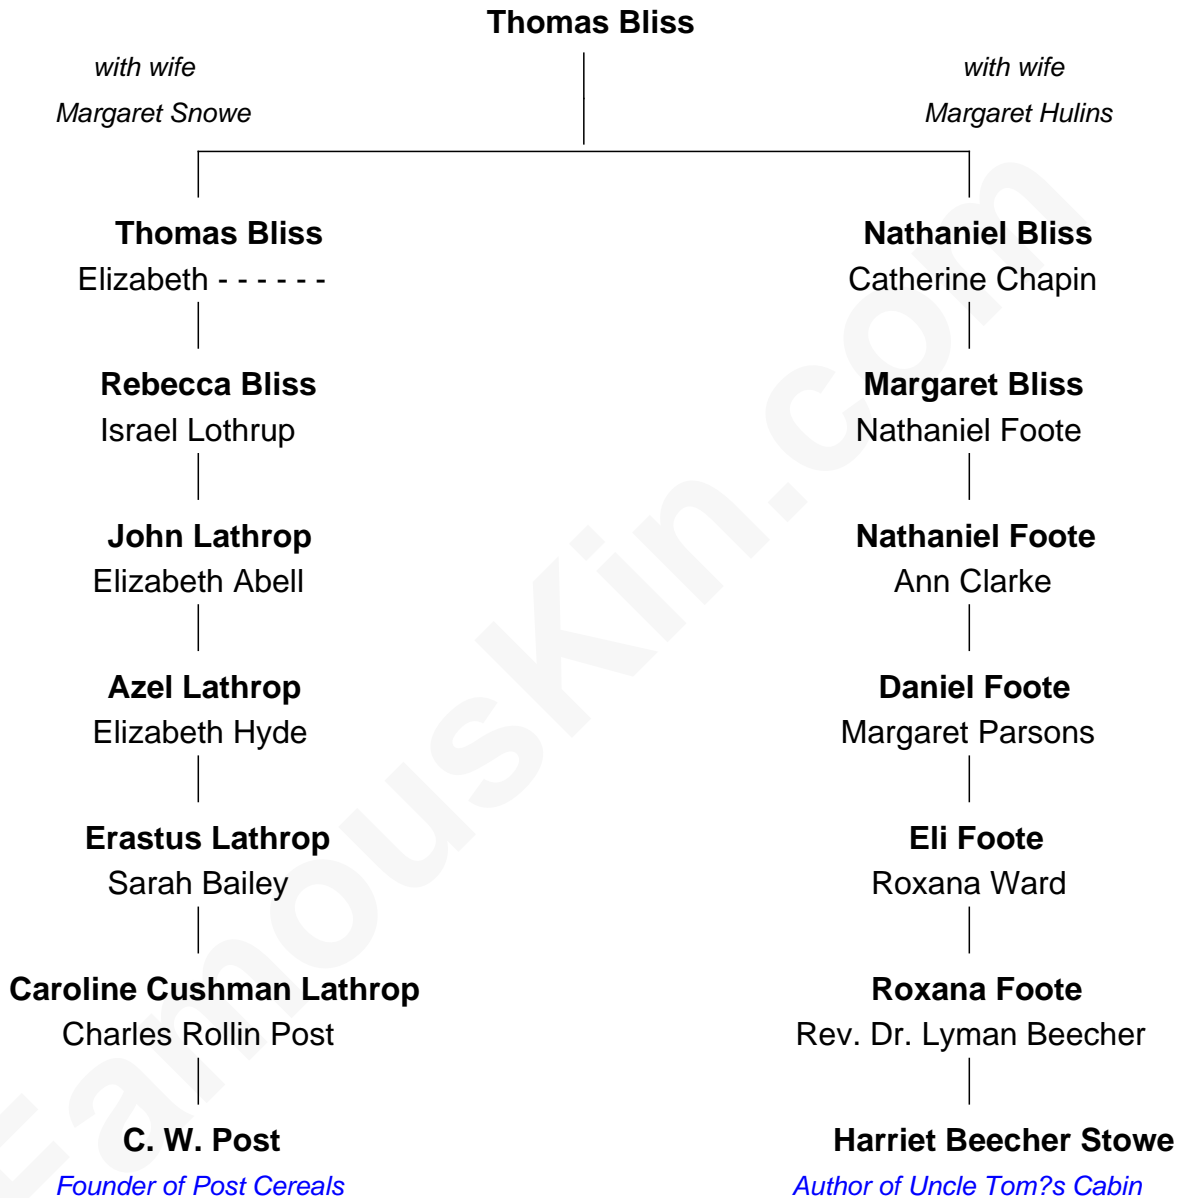 Thomas Bliss
with wife
Margaret Snowe
with wife
Margaret Hulins
Thomas Bliss
Elizabeth - - - - - -
Nathaniel Bliss
Catherine Chapin
Rebecca Bliss
Israel Lothrup
Margaret Bliss
Nathaniel Foote
John Lathrop
Elizabeth Abell
Nathaniel Foote
Ann Clarke
Azel Lathrop
Elizabeth Hyde
Daniel Foote
Margaret Parsons
Erastus Lathrop
Sarah Bailey
Eli Foote
Roxana Ward
Caroline Cushman Lathrop
Charles Rollin Post
Roxana Foote
Rev. Dr. Lyman Beecher
C. W. Post
Founder of Post Cereals
Harriet Beecher Stowe
Author of Uncle Tom?s Cabin
FamousKin.com